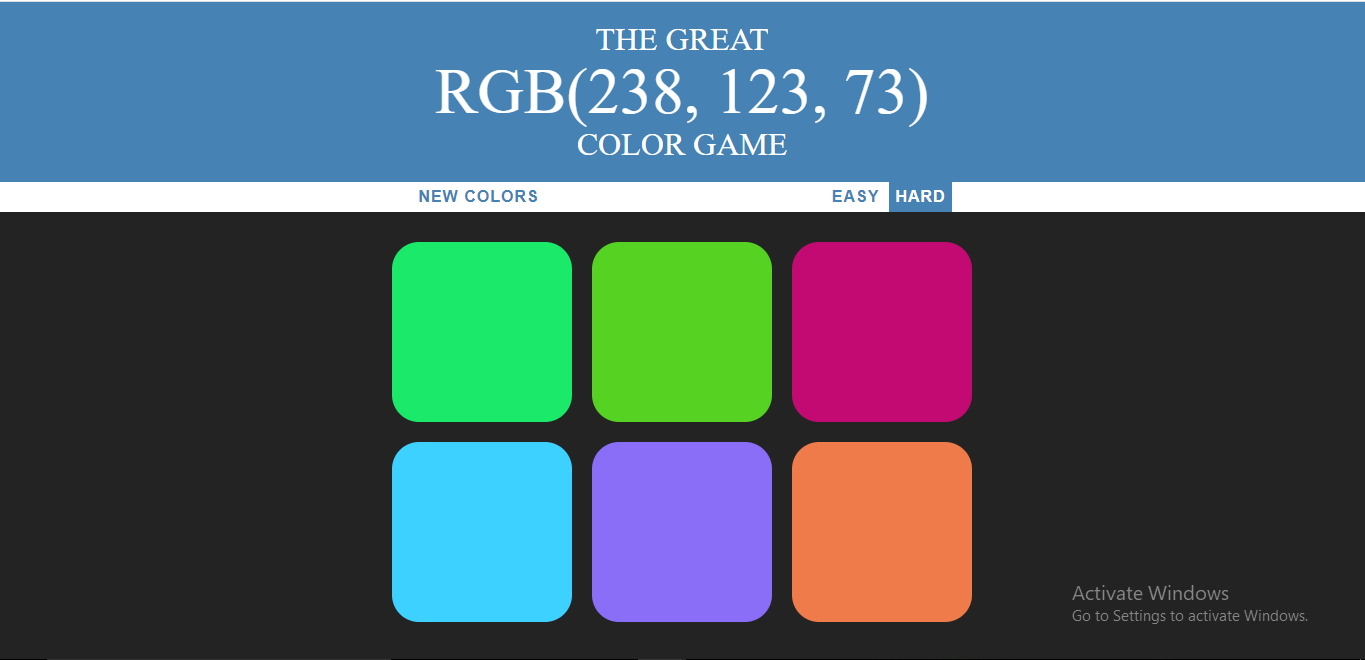 THE GREAT
RGB(238, 123, 73)
COLOR GAME
NEW COLORS EASY HARD
Activate Windows
Go to Settings to activate Windows.